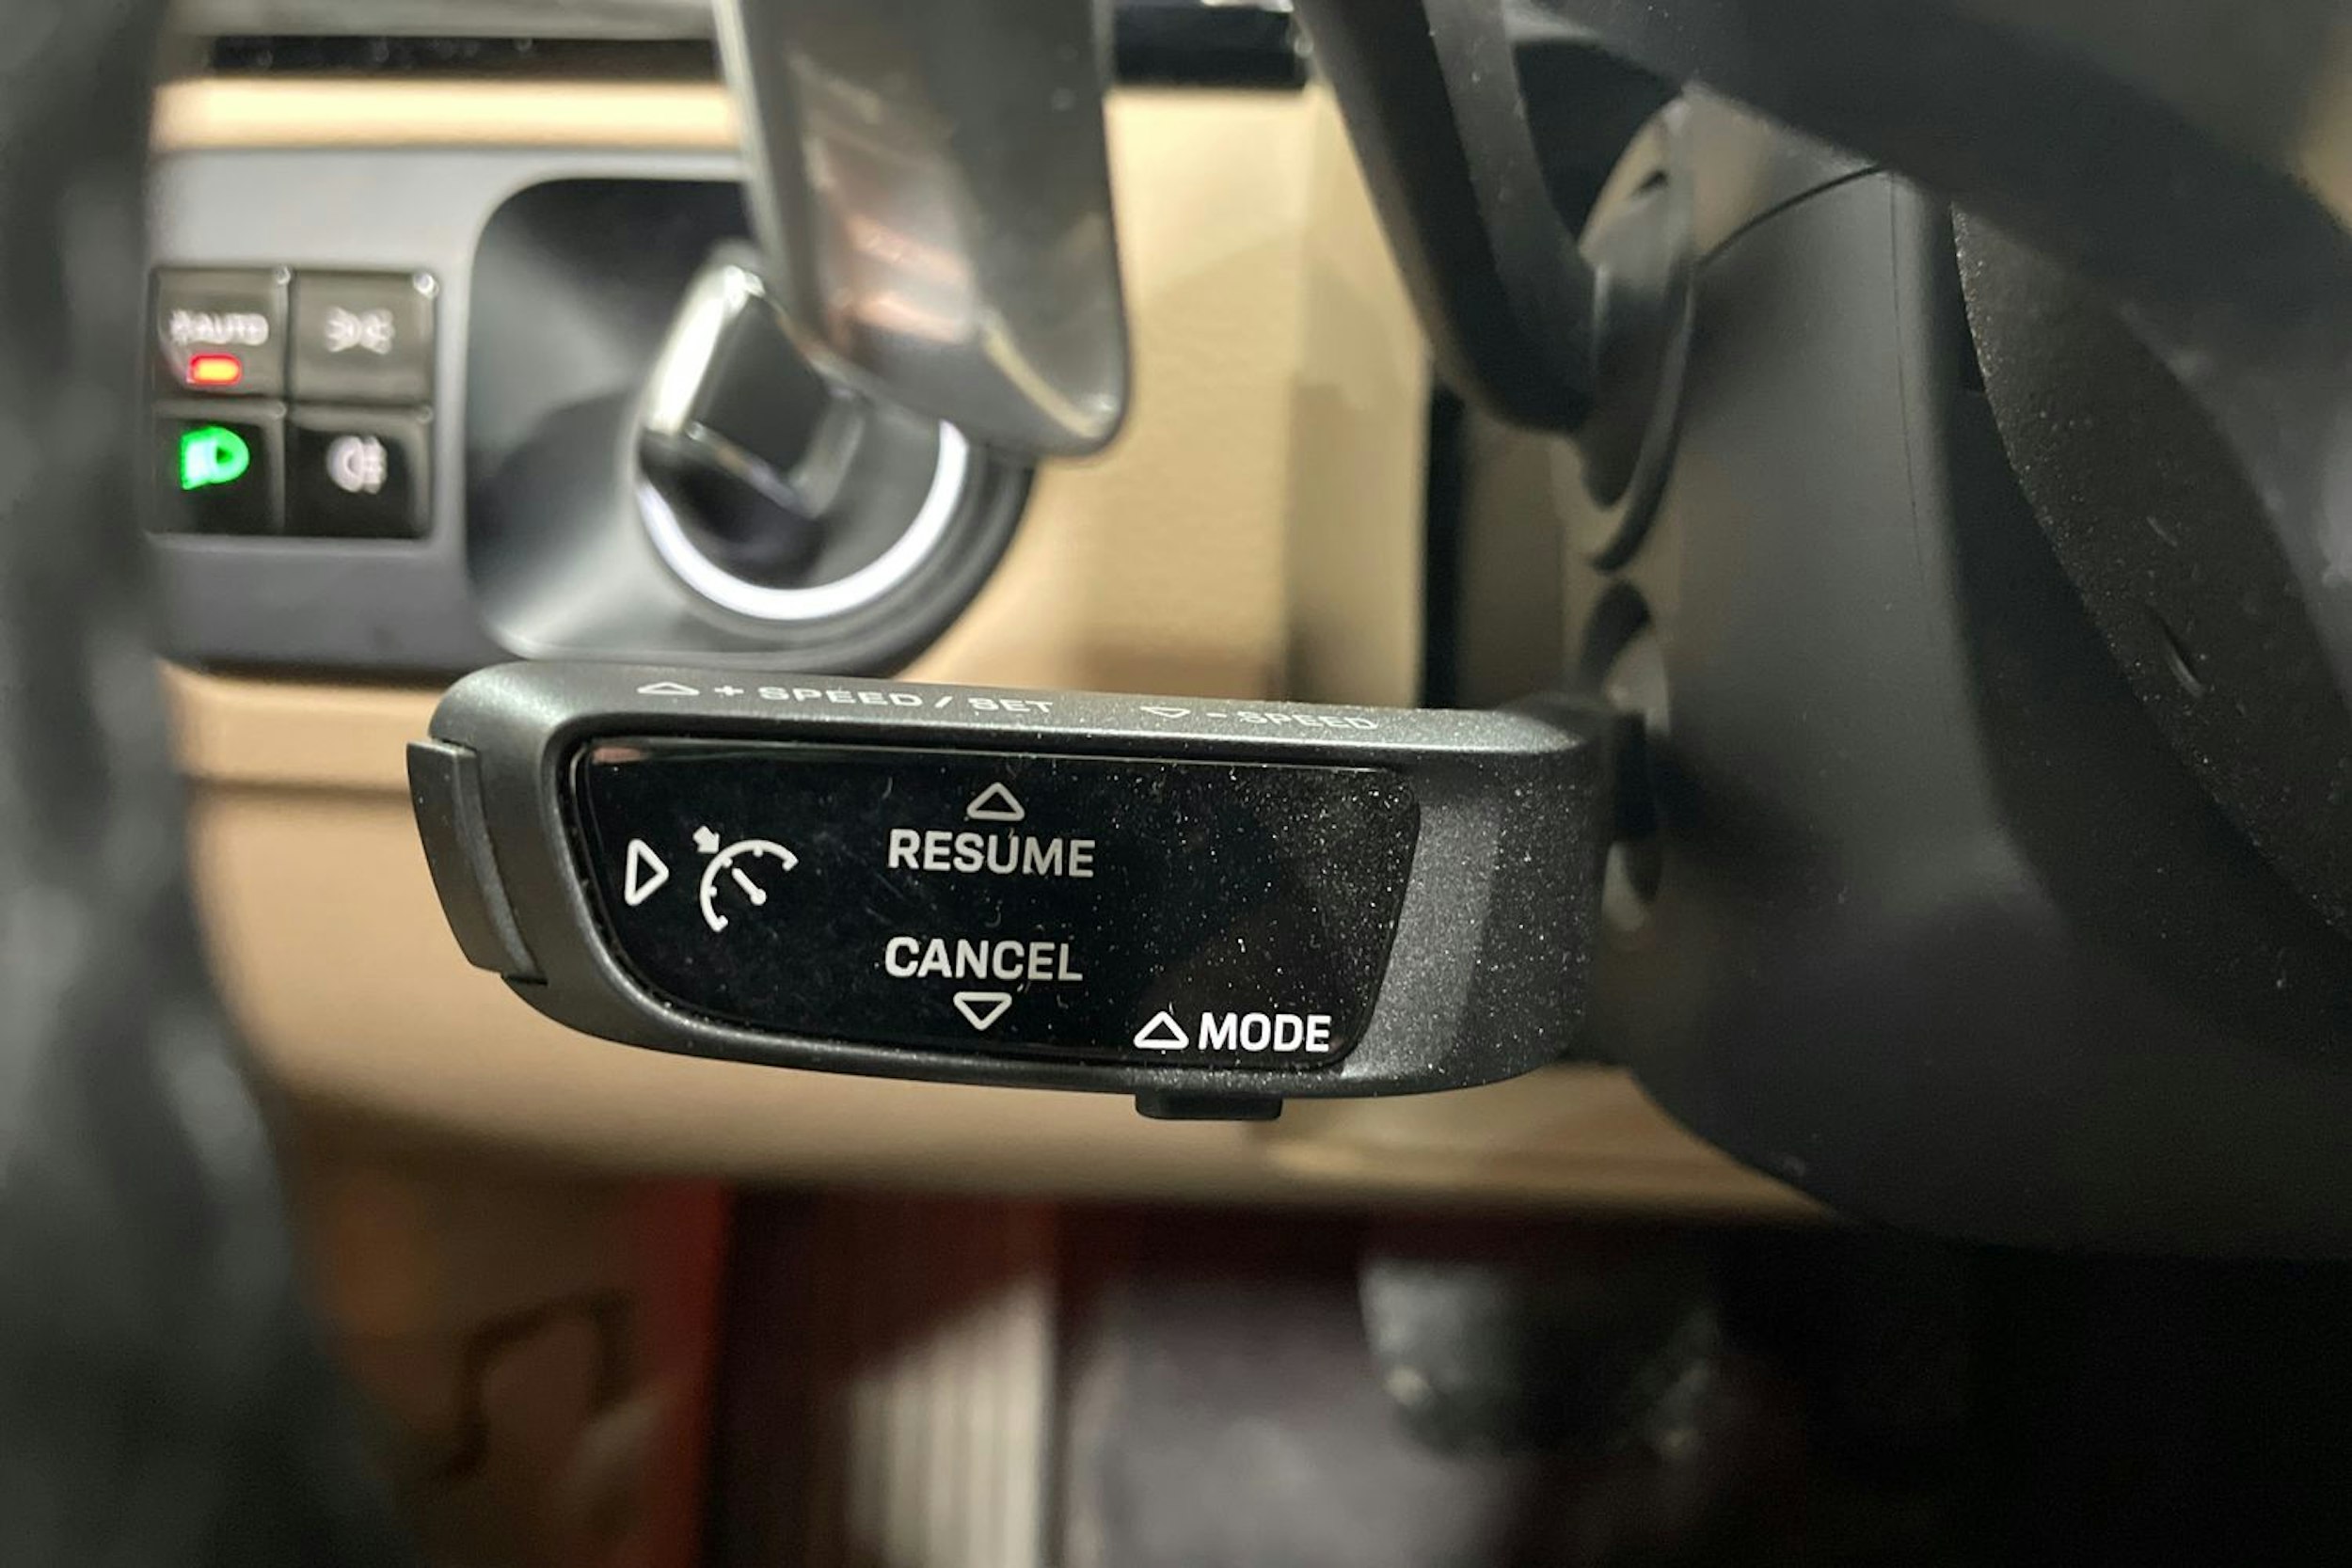 AUTO
+ SPEED / SET - SPEED
RESUME
CANCEL
MODE